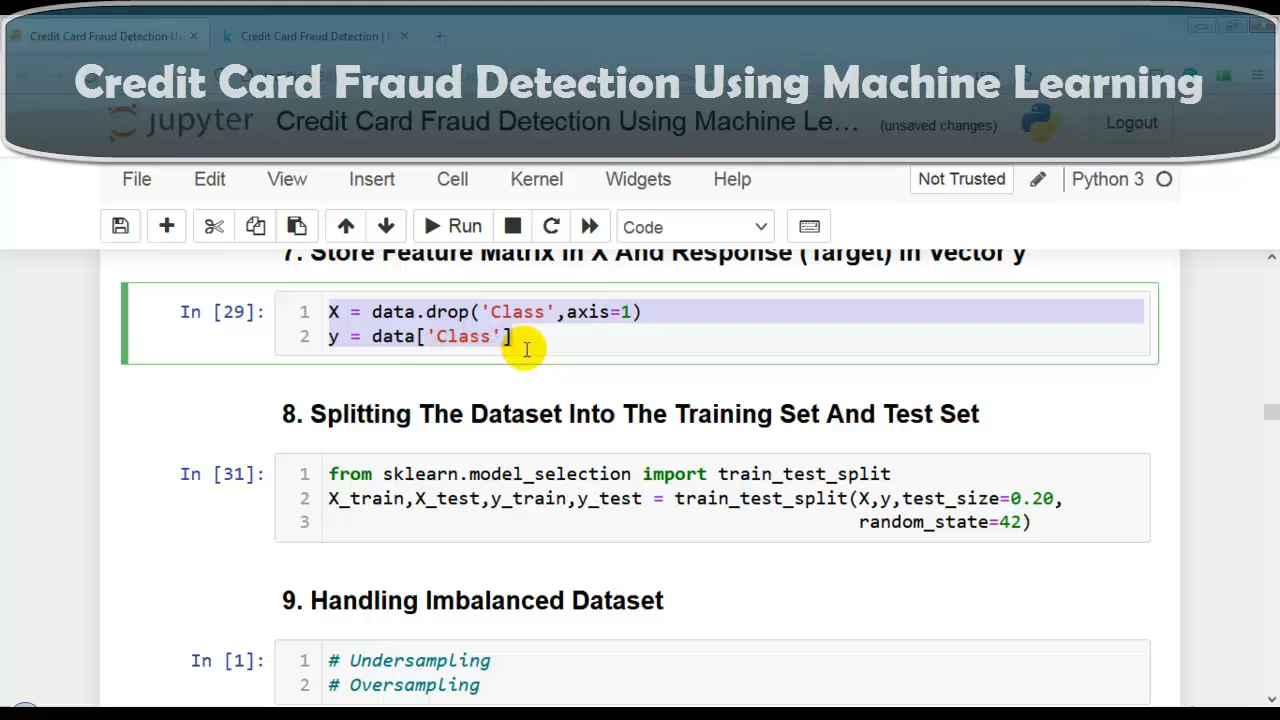 Credit Card Fraud Detection U
Credit Card Fraud Detection |
Credit Card Fraud Detection Using Machine Learning
jupyter Credit Card Fraud Detection Using Machine Le... (unsaved changes) Logout
File Edit View Insert Cell Kernel Widgets Help Not Trusted Python 3
Run Code
7. Store Feature Matrix In X And Response (Target) In Vector y
In [29]: 1 X = data.drop('Class',axis=1)
2 y = data['Class']
8. Splitting The Dataset Into The Training Set And Test Set
In [31]: 1 from sklearn.model_selection import train_test_split
2 X_train,X_test,y_train,y_test = train_test_split(X,y,test_size=0.20,
3 random_state=42)
9. Handling Imbalanced Dataset
In [1]: 1 # Undersampling
2 # Oversampling